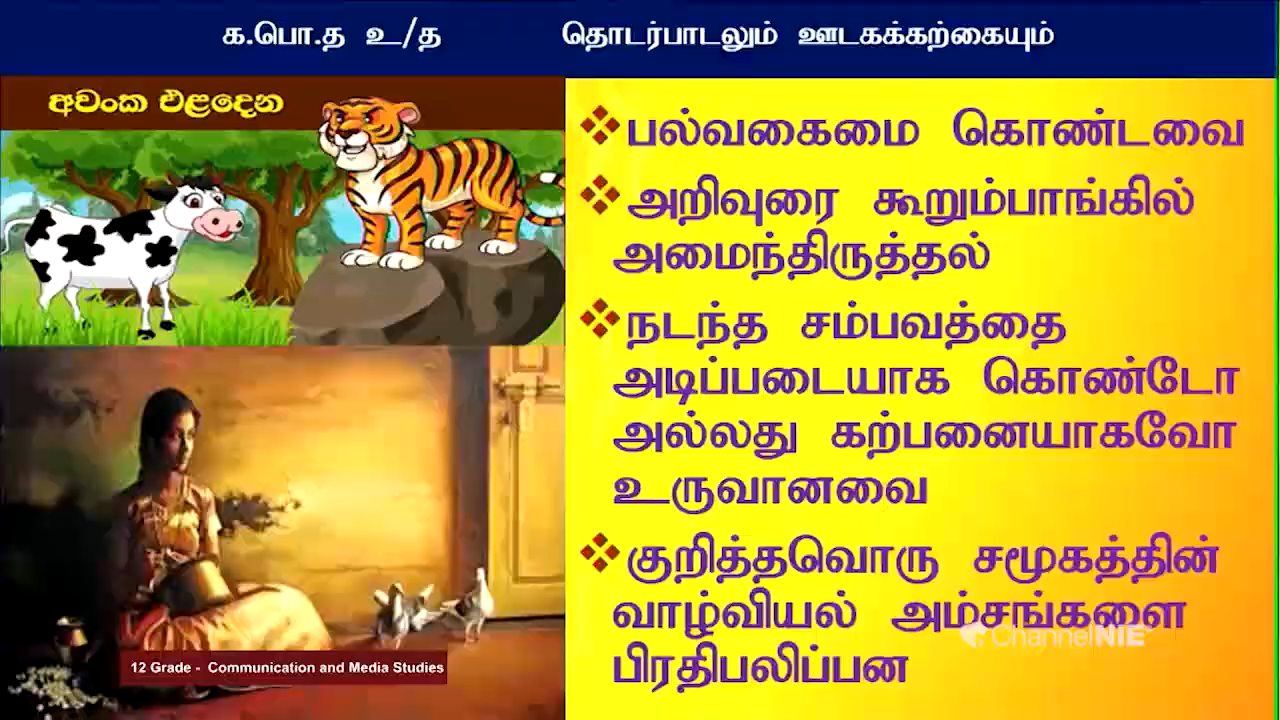 க.பொ.த உ/த தொடர்பாடலும் ஊடகக்கற்கையும்
අවංක එළදෙන
❖பல்வகைமை கொண்டவை
❖அறிவுரை கூறும்பாங்கில்
அமைந்திருத்தல்
❖நடந்த சம்பவத்தை
அடிப்படையாக கொண்டோ
அல்லது கற்பனையாகவோ
உருவானவை
❖குறித்தவொரு சமூகத்தின்
வாழ்வியல் அம்சங்களை
பிரதிபலிப்பன
ChannelNIE
12 Grade - Communication and Media Studies